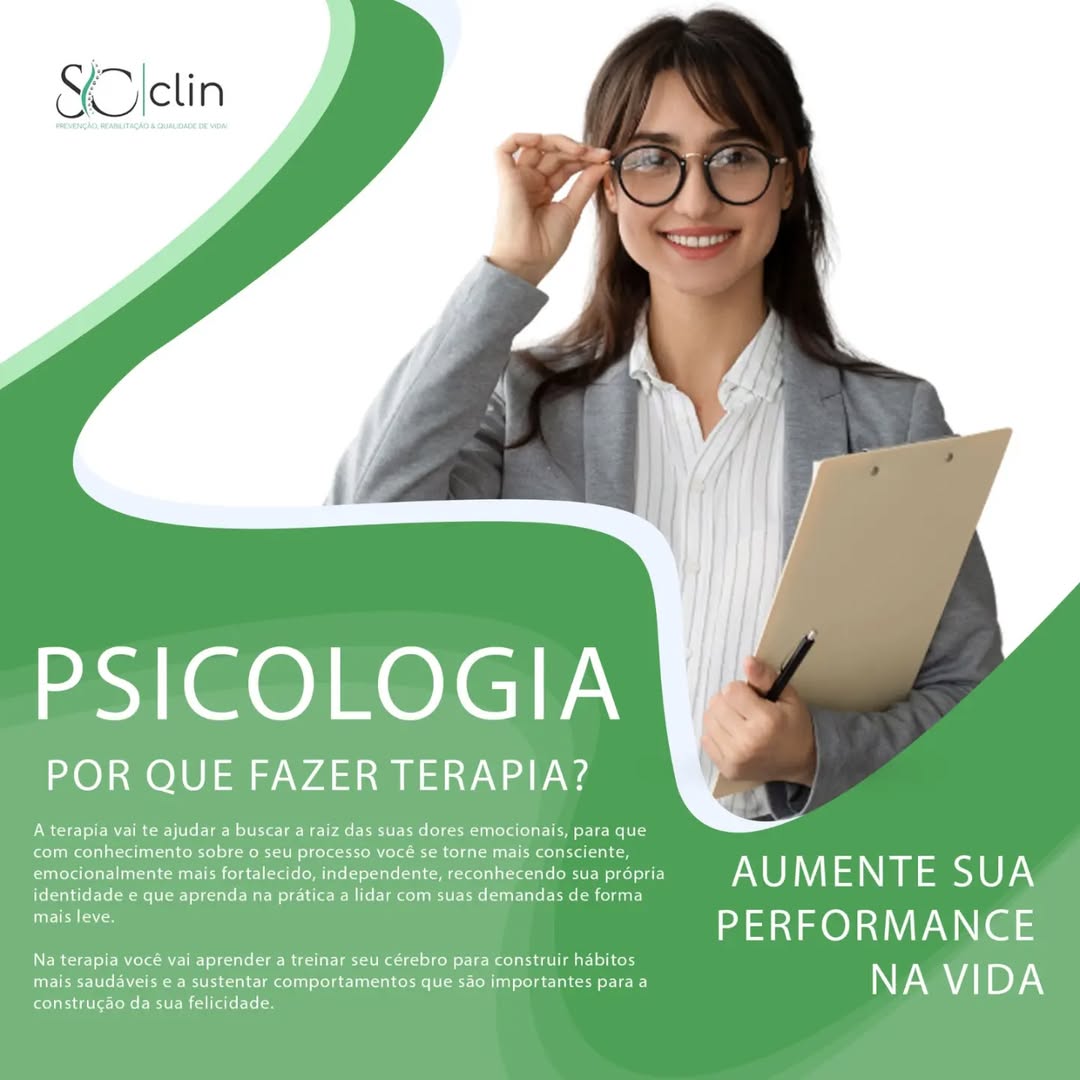 SC|clin
PREVENÇÃO, REABILITAÇÃO & QUALIDADE DE VIDA!
PSICOLOGIA
POR QUE FAZER TERAPIA?
A terapia vai te ajudar a buscar a raiz das suas dores emocionais, para que
com conhecimento sobre o seu processo você se torne mais consciente,
emocionalmente mais fortalecido, independente, reconhecendo sua própria
identidade e que aprenda na prática a lidar com suas demandas de forma
mais leve.
Na terapia você vai aprender a treinar seu cérebro para construir hábitos
mais saudáveis e a sustentar comportamentos que são importantes para a
construção da sua felicidade.
AUMENTE SUA
PERFORMANCE
NA VIDA